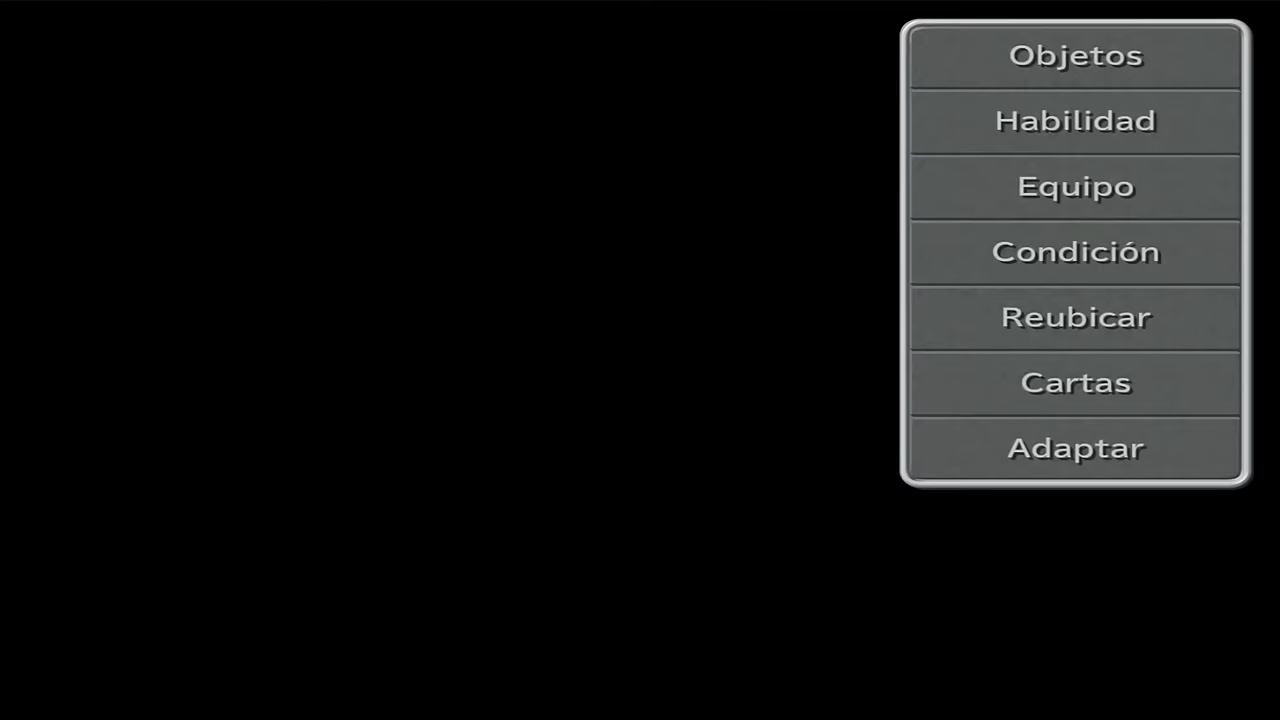 Objetos
Habilidad
Equipo
Condición
Reubicar
Cartas
Adaptar